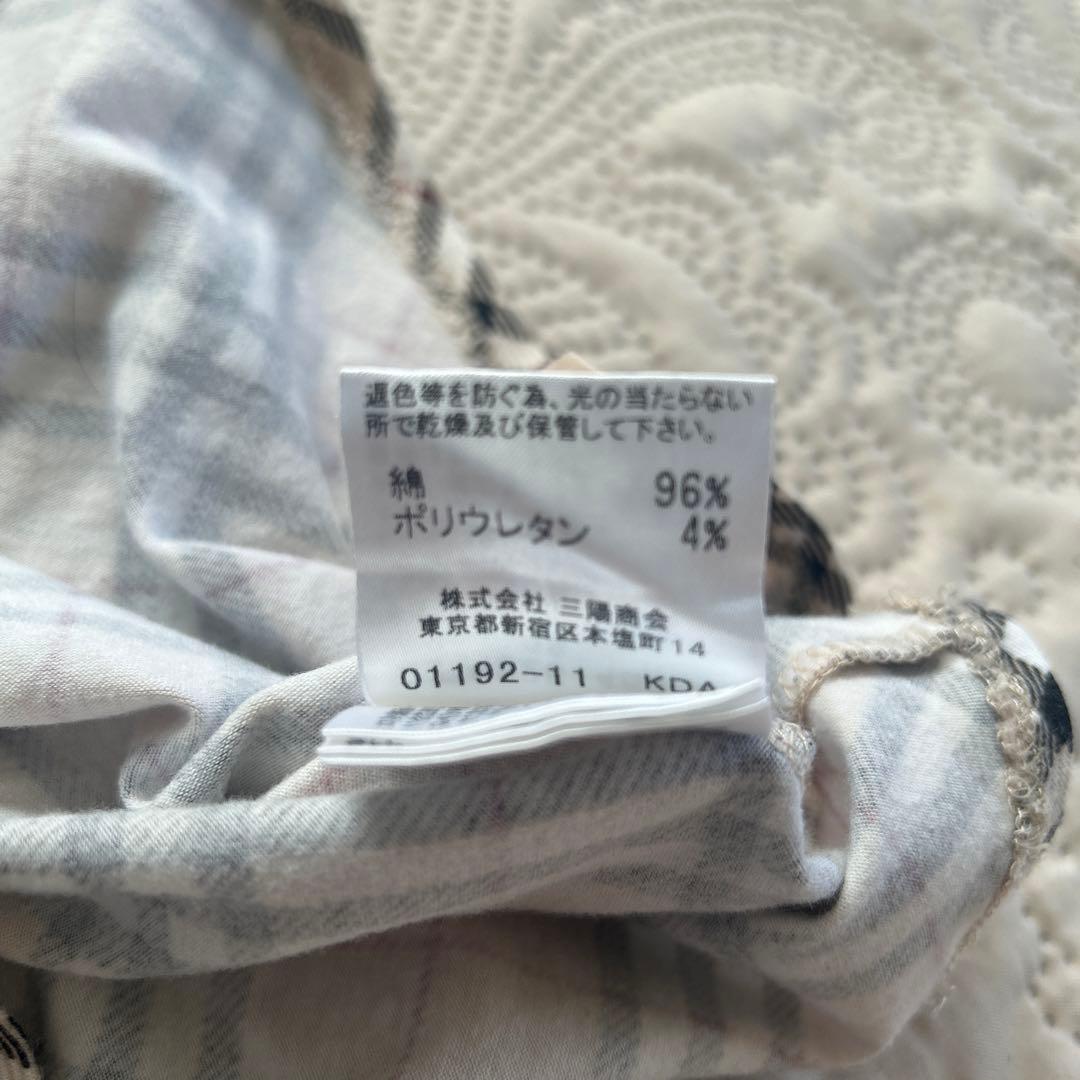 退色等を防ぐ為、光の当たらない
所で乾燥及び保管して下さい。
綿 96%
ポリウレタン 4%
株式会社 三陽商会
東京都新宿区本塩町14
01192-11 KDA